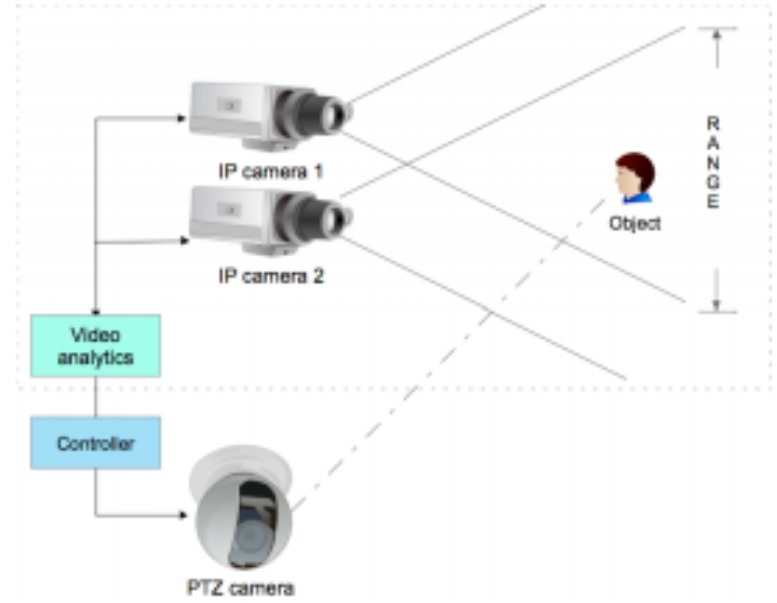 IP camera 1
R
A
N
G
E
Object
IP camera 2
Video
analytics
Controller
PTZ camera